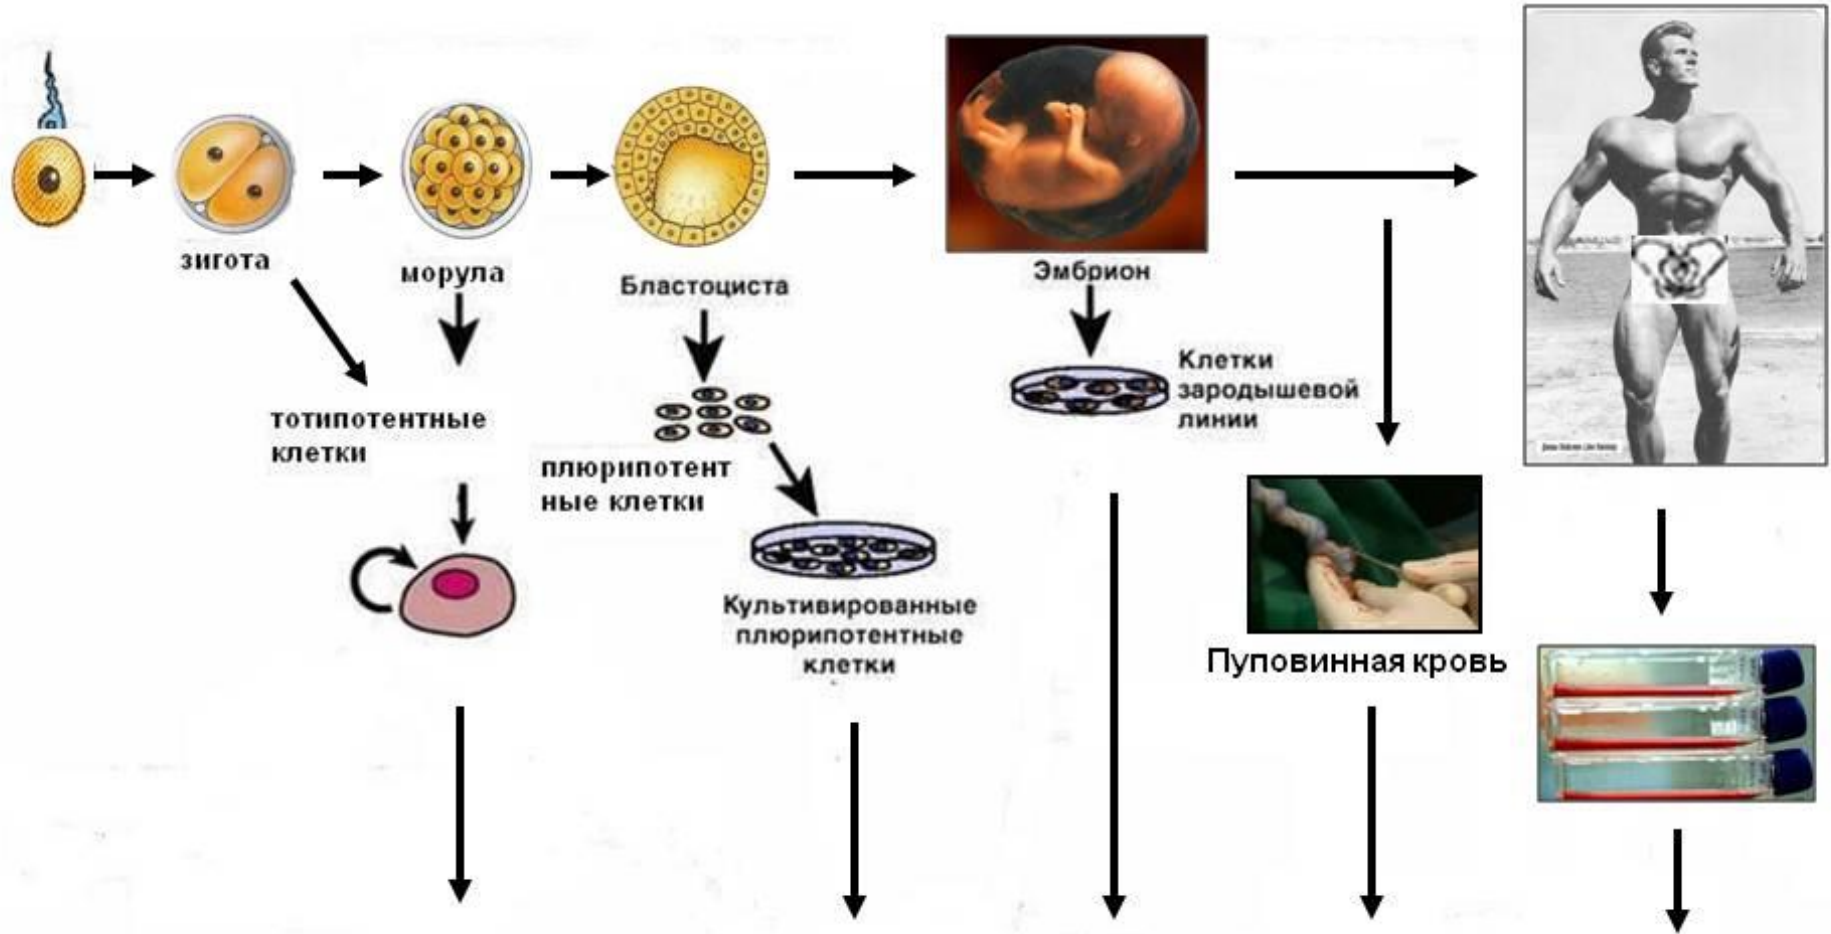 зигота
морула
Бластоциста
Эмбрион
тотипотентные
клетки
плюрипотент
ные клетки
Культивированные
плюрипотентные
клетки
Клетки
зародышевой
линии
Пуповинная кровь